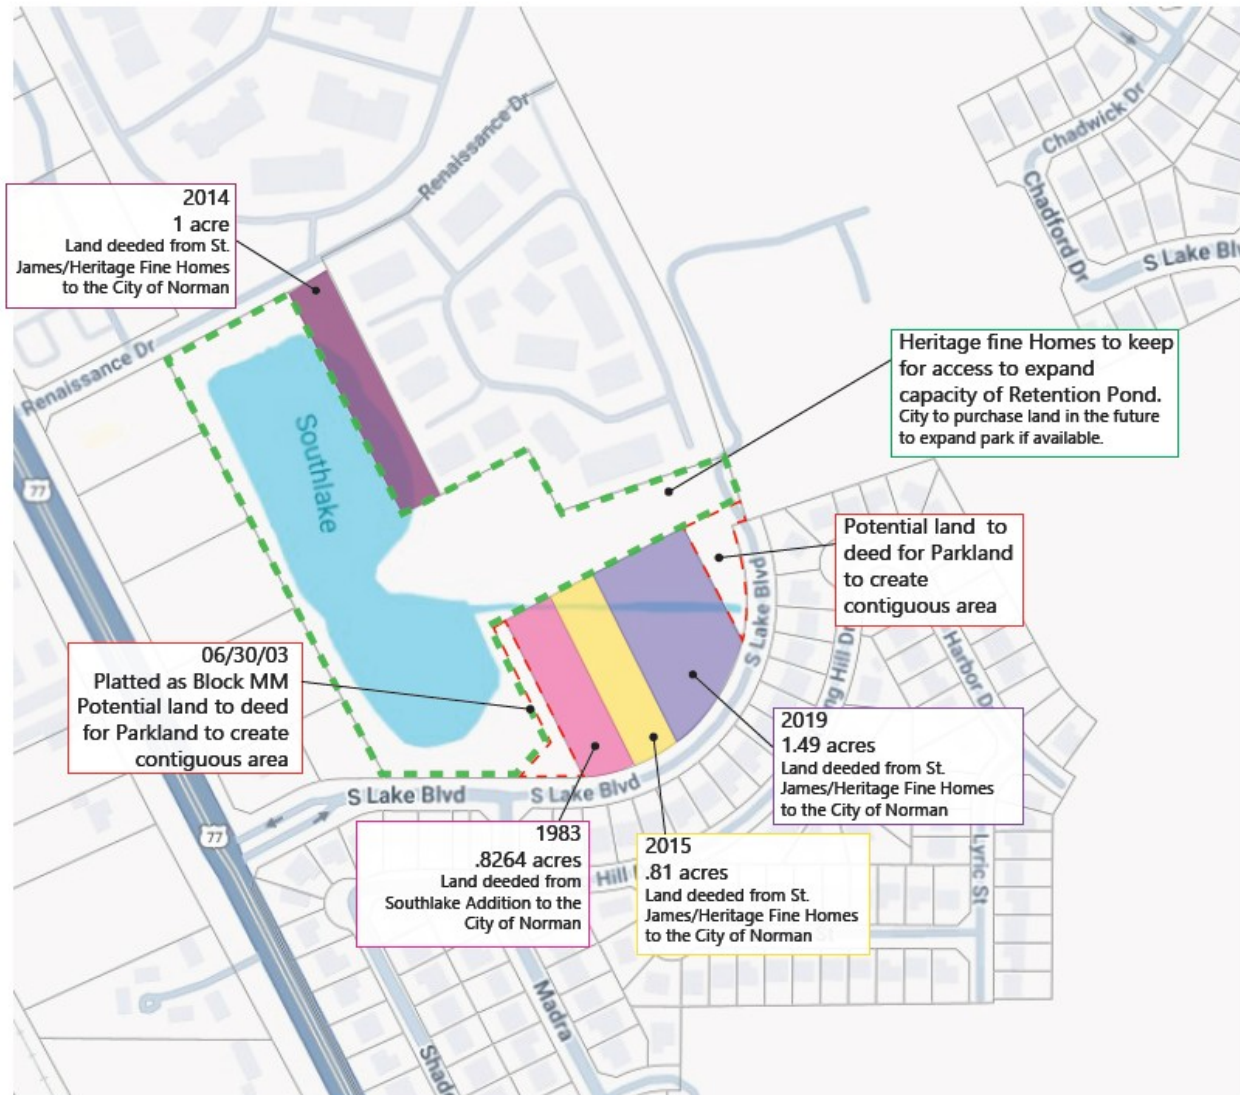 Renaissance Dr
Chadwick Dr
Chadford Dr
S Lake Blv
2014
1 acre
Land deeded from St.
James/Heritage Fine Homes
to the City of Norman
Renaissance Dr
Southlake
77
Heritage fine Homes to keep
for access to expand
capacity of Retention Pond.
City to purchase land in the future
to expand park if available.
Potential land to
deed for Parkland
to create
contiguous area
S Lake Blvd
ng Hill Dr
Harbor D
06/30/03
Platted as Block MM
Potential land to deed
for Parkland to create
contiguous area
2019
1.49 acres
Land deeded from St.
James/Heritage Fine Homes
to the City of Norman
S Lake Blvd
S Lake Blvd
77
1983
.8264 acres
Land deeded from
Southlake Addition to the
City of Norman
Hill
2015
.81 acres
Land deeded from St.
James/Heritage Fine Homes
to the City of Norman
St
Lyric St
Madra
Shado